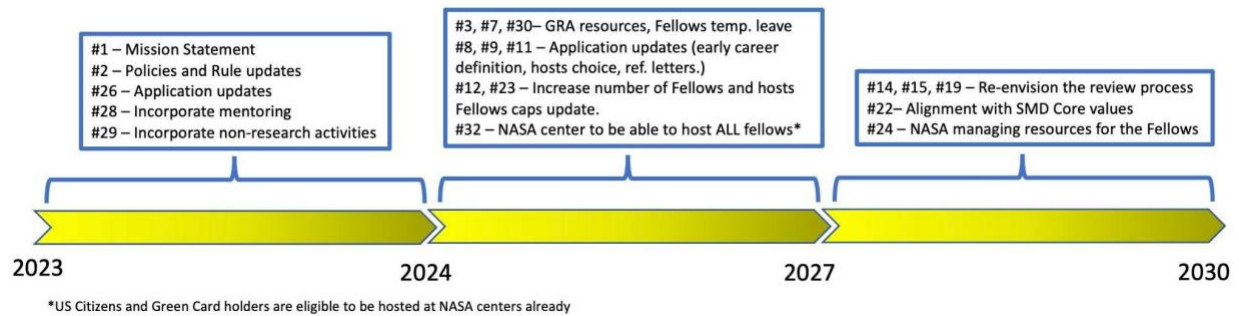 #1 – Mission Statement
#2 – Policies and Rule updates
#26 – Application updates
#28 – Incorporate mentoring
#29 – Incorporate non-research activities
#3, #7, #30– GRA resources, Fellows temp. leave
#8, #9, #11 – Application updates (early career
definition, hosts choice, ref. letters.)
#12, #23 – Increase number of Fellows and hosts
Fellows caps update.
#32 – NASA center to be able to host ALL fellows*
#14, #15, #19 – Re-envision the review process
#22– Alignment with SMD Core values
#24 – NASA managing resources for the Fellows
2023
2024
2027
2030
*US Citizens and Green Card holders are eligible to be hosted at NASA centers already